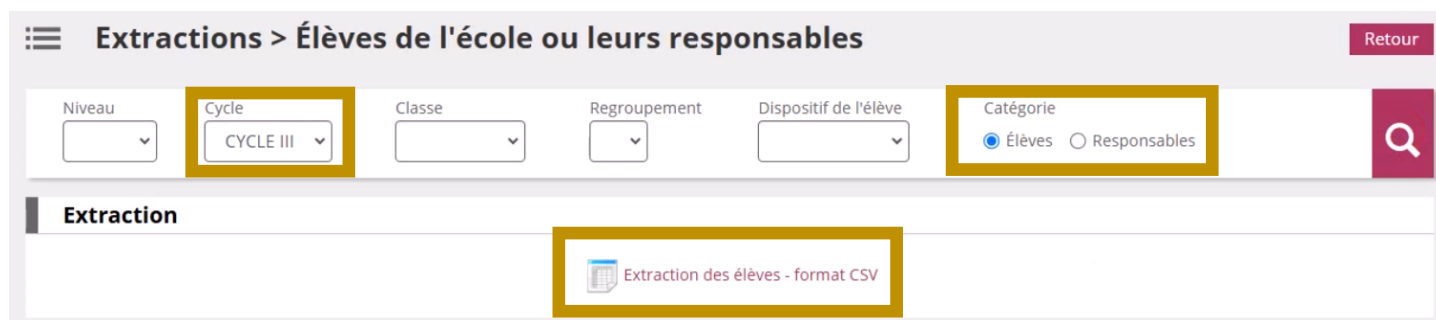 Extractions > Élèves de l'école ou leurs responsables
Retour
Niveau Cycle Classe Regroupement Dispositif de l'élève Catégorie
CYCLE III Élèves Responsables
Extraction
Extraction des élèves - format CSV